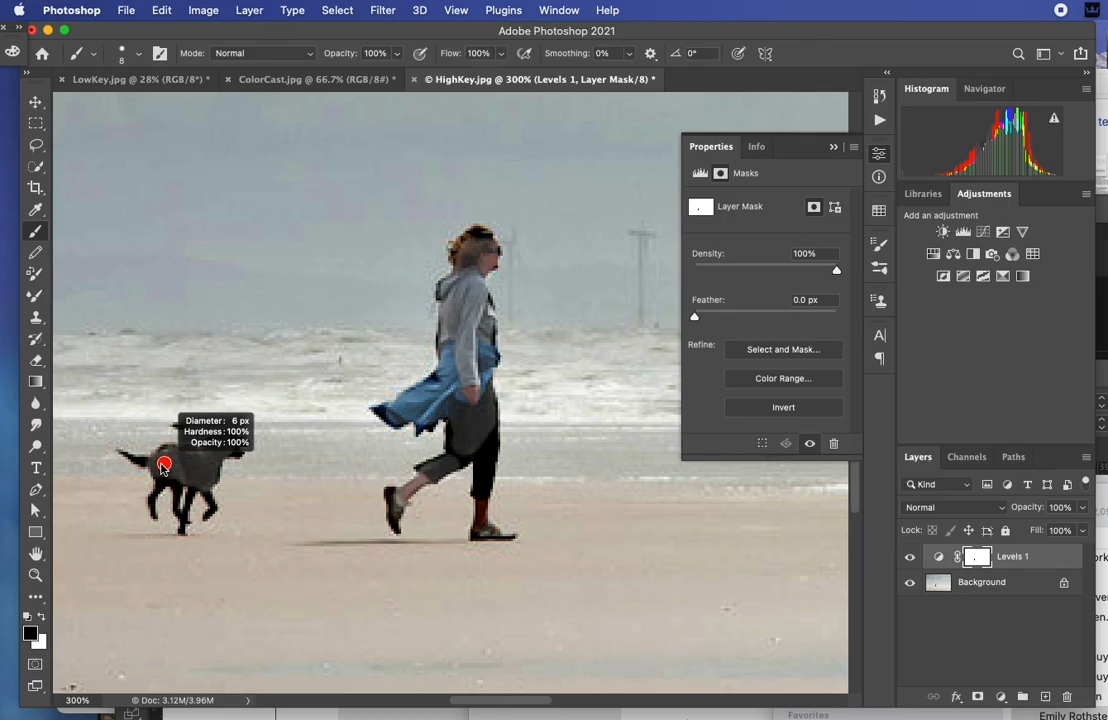 Photoshop File Edit Image Layer Type Select Filter 3D View Plugins Window Help
Adobe Photoshop 2021
8 Mode: Normal Opacity: 100% Flow: 100% Smoothing: 0% 0°
LowKey.jpg @ 28% (RGB/8*) * ColorCast.jpg @ 66.7% (RGB/8#) * © HighKey.jpg @ 300% (Levels 1, Layer Mask/8) *
Histogram Navigator
Properties Info
Masks
Layer Mask
Density: 100%
Feather: 0.0 px
Refine: Select and Mask...
Color Range...
Invert
Libraries Adjustments
Add an adjustment
Diameter: 6 px
Hardness: 100%
Opacity: 100%
Layers Channels Paths
Kind
Normal Opacity: 100%
Lock: Fill: 100%
Levels 1
Background
300% © Doc: 3.12M/3.96M
Favorites
Emily Rothste